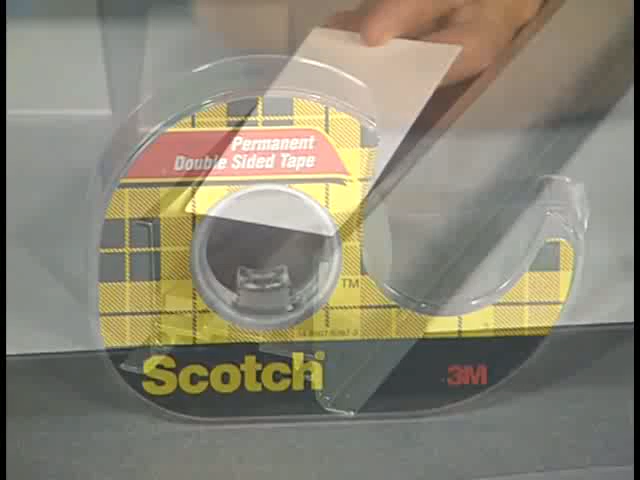 Permanent
Double Sided Tape
TM
Scotch
3M